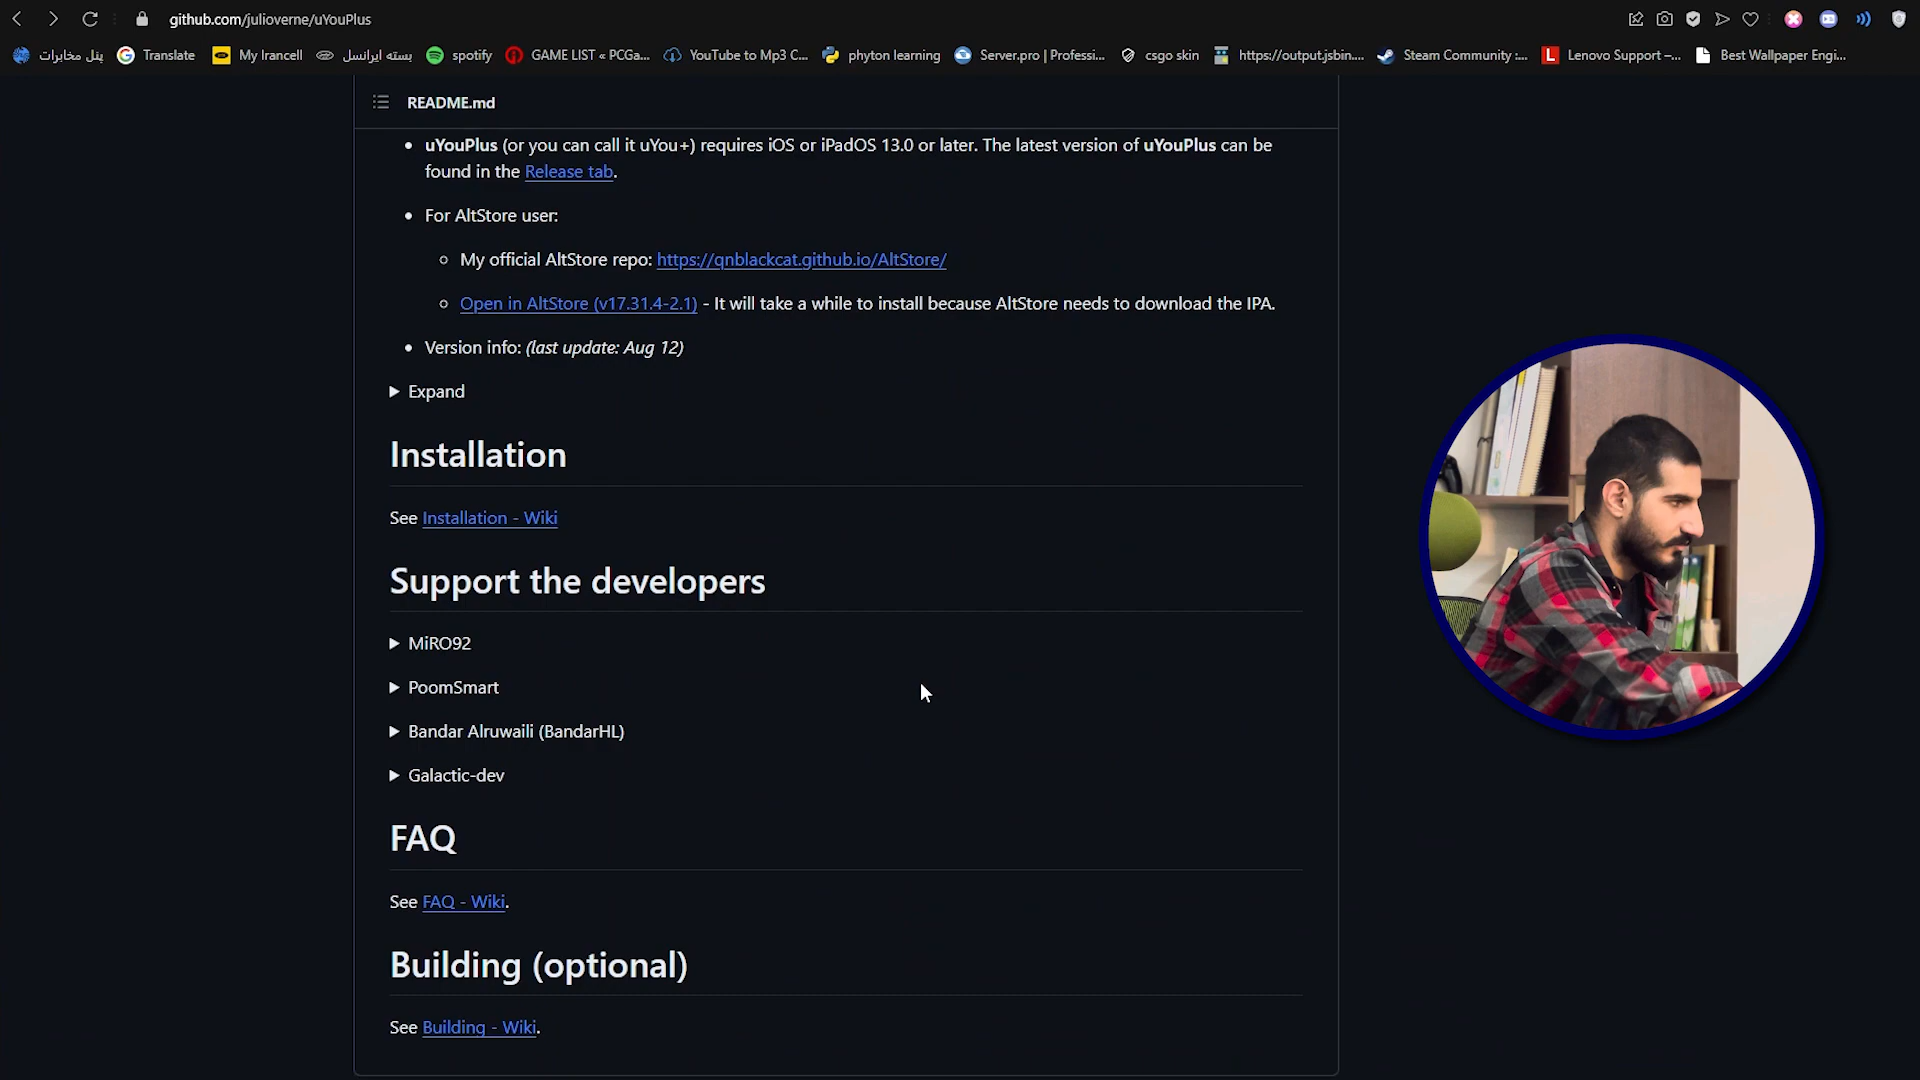 github.com/julioverne/uYouPlus
پنل مخابرات
Translate
My Irancell
بسته ایرانسل
spotify
GAME LIST « PCGa...
YouTube to Mp3 C...
phyton learning
Server.pro | Professi...
csgo skin
https://output.jsbin....
Steam Community :...
Lenovo Support –...
Best Wallpaper Engi...
README.md
uYouPlus (or you can call it uYou+) requires iOS or iPadOS 13.0 or later. The latest version of uYouPlus can be
found in the Release tab.
For AltStore user:
My official AltStore repo: https://qnblackcat.github.io/AltStore/
Open in AltStore (v17.31.4-2.1) - It will take a while to install because AltStore needs to download the IPA.
Version info: (last update: Aug 12)
Expand
Installation
See Installation - Wiki
Support the developers
MiRO92
PoomSmart
Bandar Alruwaili (BandarHL)
Galactic-dev
FAQ
See FAQ - Wiki.
Building (optional)
See Building - Wiki.